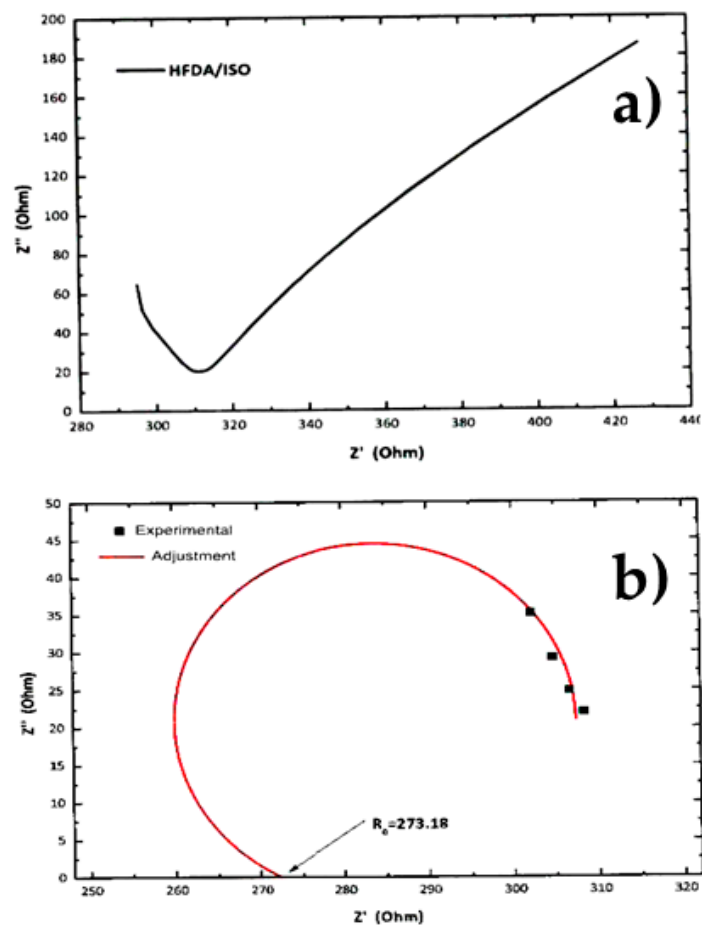 200
180
160
140
120
100
80
60
40
20
0
Z'' (Ohm)
HFDA/ISO
a)
280 300 320 340 360 380 400 420 440
Z' (Ohm)
50
45
40
35
30
25
20
15
10
5
0
Z'' (Ohm)
Experimental
Adjustment
b)
Re=273.18
250 260 270 280 290 300 310 320
Z' (Ohm)